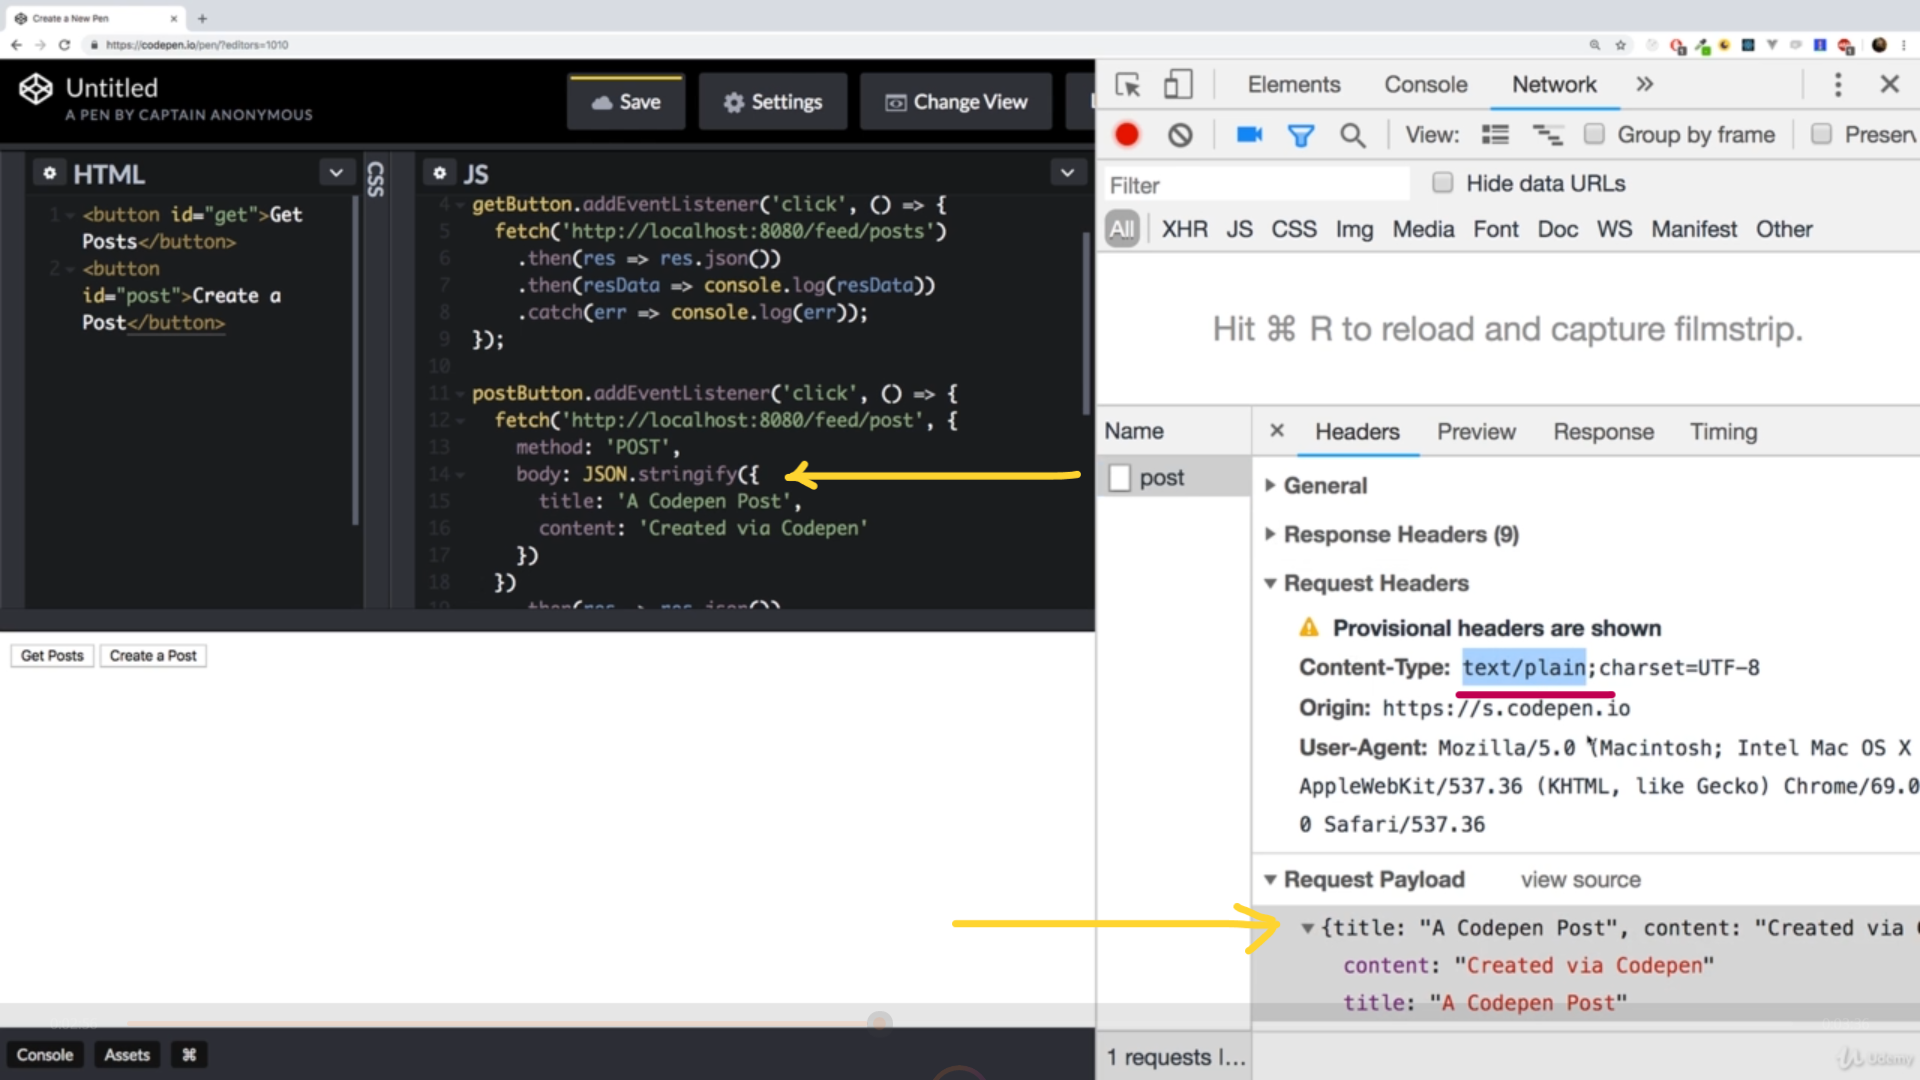 Create a New Pen
https://codepen.io/pen/?editors=1010
Untitled
A PEN BY CAPTAIN ANONYMOUS
Save
Settings
Change View
HTML
CSS
JS
1 <button id="get">Get
Posts</button>
2 <button
id="post">Create a
Post</button>
4 getButton.addEventListener('click', () => {
5 fetch('http://localhost:8080/feed/posts')
6 .then(res => res.json())
7 .then(resData => console.log(resData))
8 .catch(err => console.log(err));
9 });
10
11 postButton.addEventListener('click', () => {
12 fetch('http://localhost:8080/feed/post', {
13 method: 'POST',
14 body: JSON.stringify({
15 title: 'A Codepen Post',
16 content: 'Created via Codepen'
17 })
18 })
19 .then(res => res.json())
Get Posts
Create a Post
Console
Assets
⌘
Elements
Console
Network
View:
Group by frame
Preserv
Filter
Hide data URLs
All
XHR JS CSS Img Media Font Doc WS Manifest Other
Hit ⌘ R to reload and capture filmstrip.
Name
Headers
Preview
Response
Timing
post
General
Response Headers (9)
Request Headers
Provisional headers are shown
Content-Type: text/plain;charset=UTF-8
Origin: https://s.codepen.io
User-Agent: Mozilla/5.0 (Macintosh; Intel Mac OS X
AppleWebKit/537.36 (KHTML, like Gecko) Chrome/69.0
0 Safari/537.36
Request Payload
view source
{title: "A Codepen Post", content: "Created via
content: "Created via Codepen"
title: "A Codepen Post"
1 requests I...
Udemy